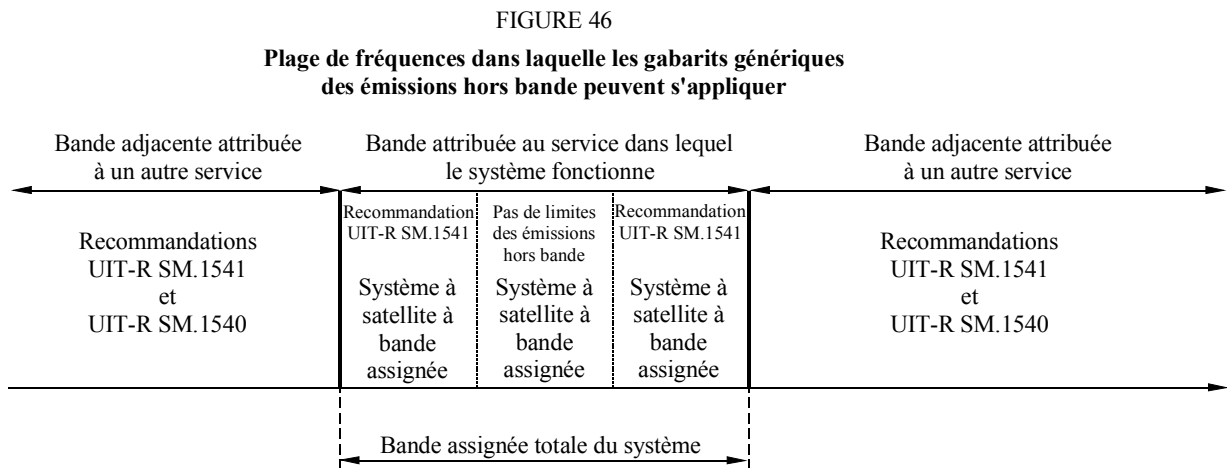 FIGURE 46
Plage de fréquences dans laquelle les gabarits génériques
des émissions hors bande peuvent s'appliquer
Bande adjacente attribuée
à un autre service
Bande attribuée au service dans lequel
le système fonctionne
Bande adjacente attribuée
à un autre service
Recommandations
UIT-R SM.1541
et
UIT-R SM.1540
Recommandation
UIT-R SM.1541
Système à
satellite à
bande
assignée
Pas de limites
des émissions
hors bande
Système à
satellite à
bande
assignée
Recommandation
UIT-R SM.1541
Système à
satellite à
bande
assignée
Recommandations
UIT-R SM.1541
et
UIT-R SM.1540
Bande assignée totale du système